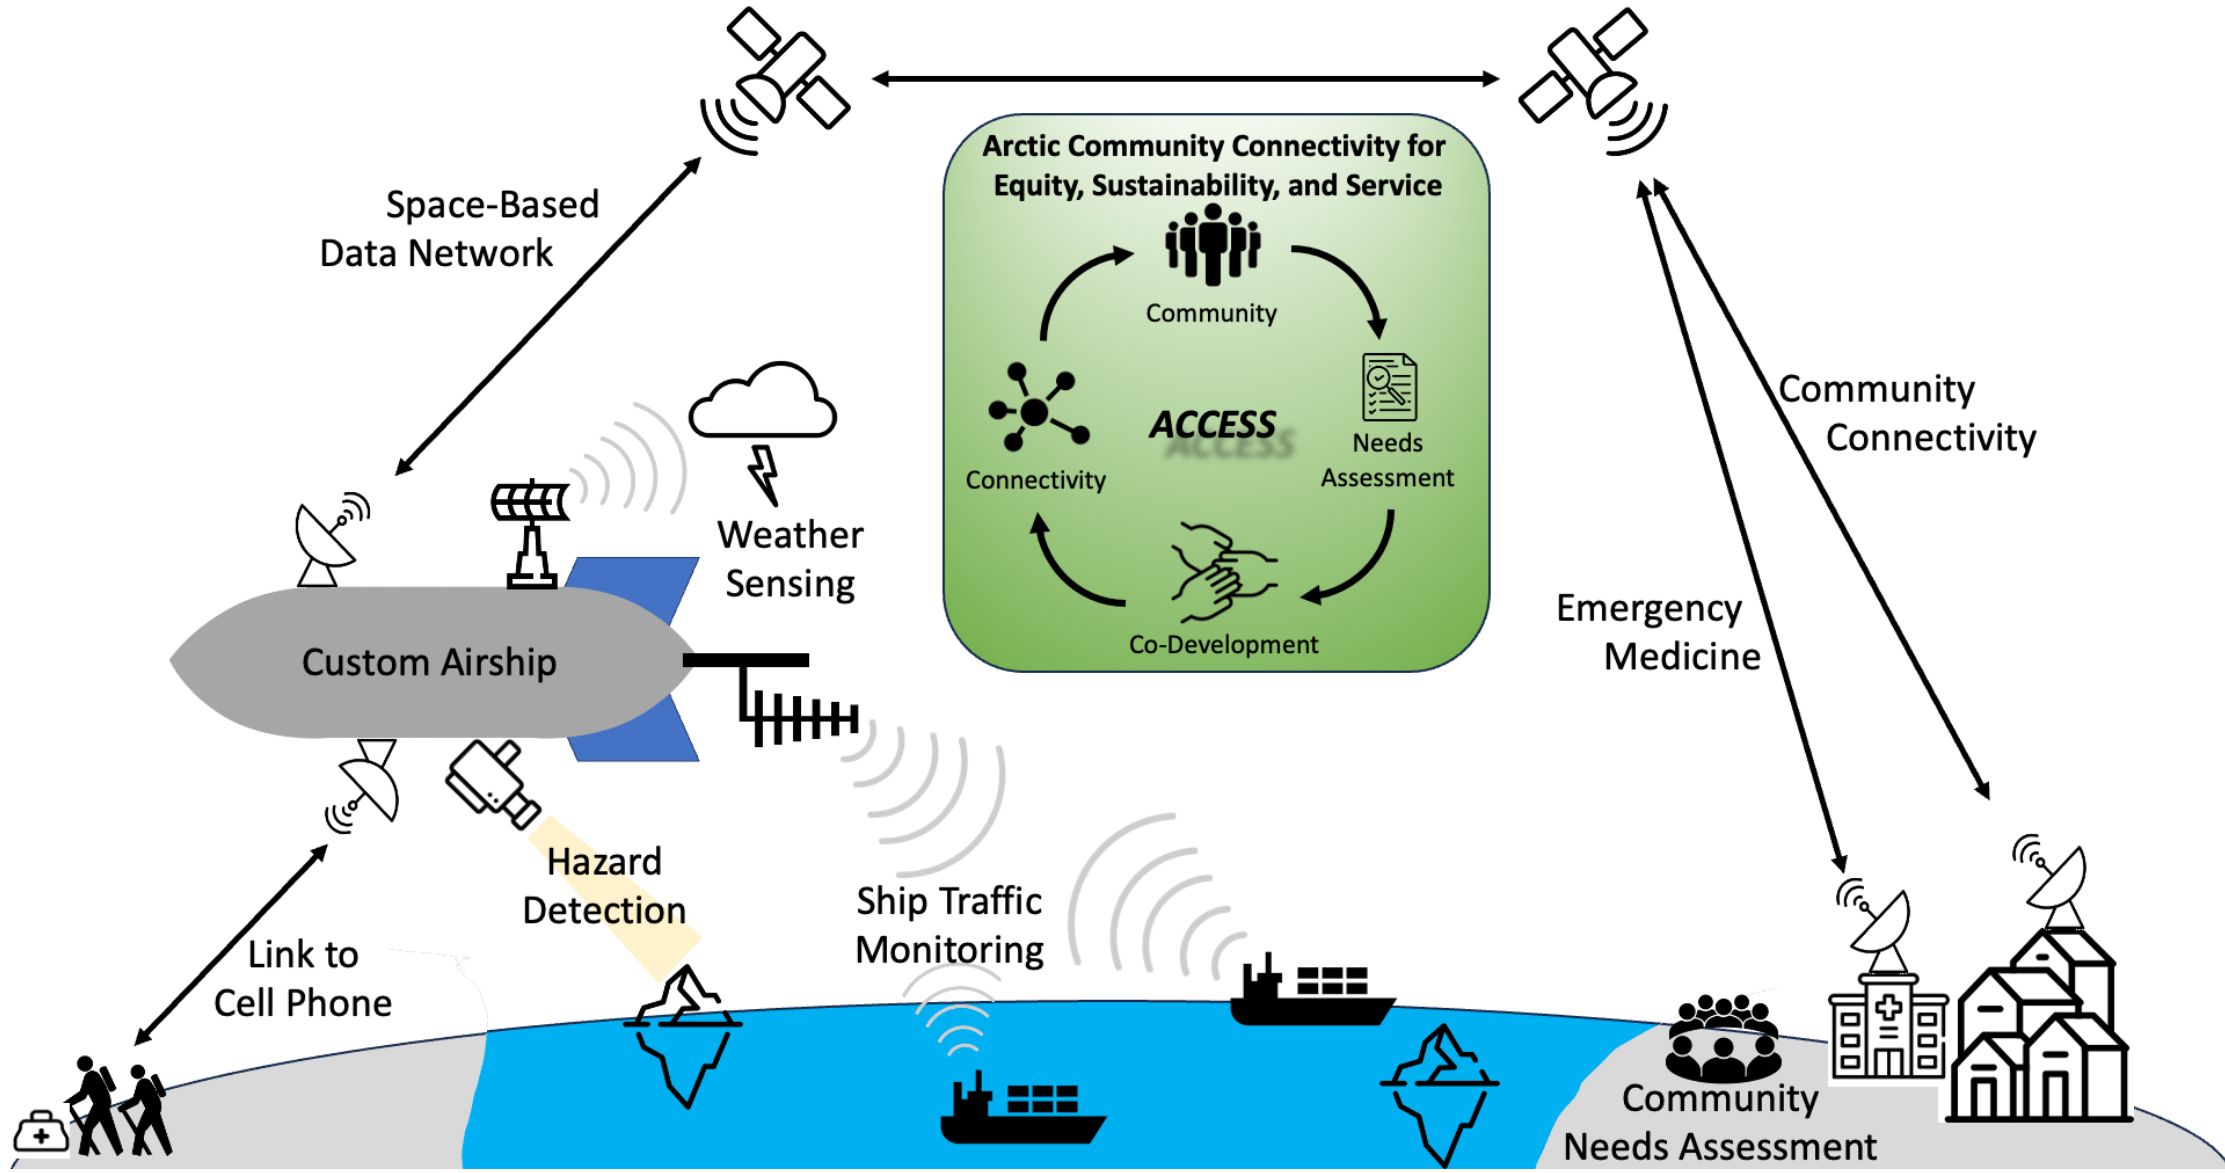 Arctic Community Connectivity for
Equity, Sustainability, and Service
Space-Based
Data Network
Community
Connectivity
ACCESS
Needs
Assessment
Co-Development
Community
Connectivity
Weather
Sensing
Custom Airship
Emergency
Medicine
Hazard
Detection
Ship Traffic
Monitoring
Link to
Cell Phone
Community
Needs Assessment